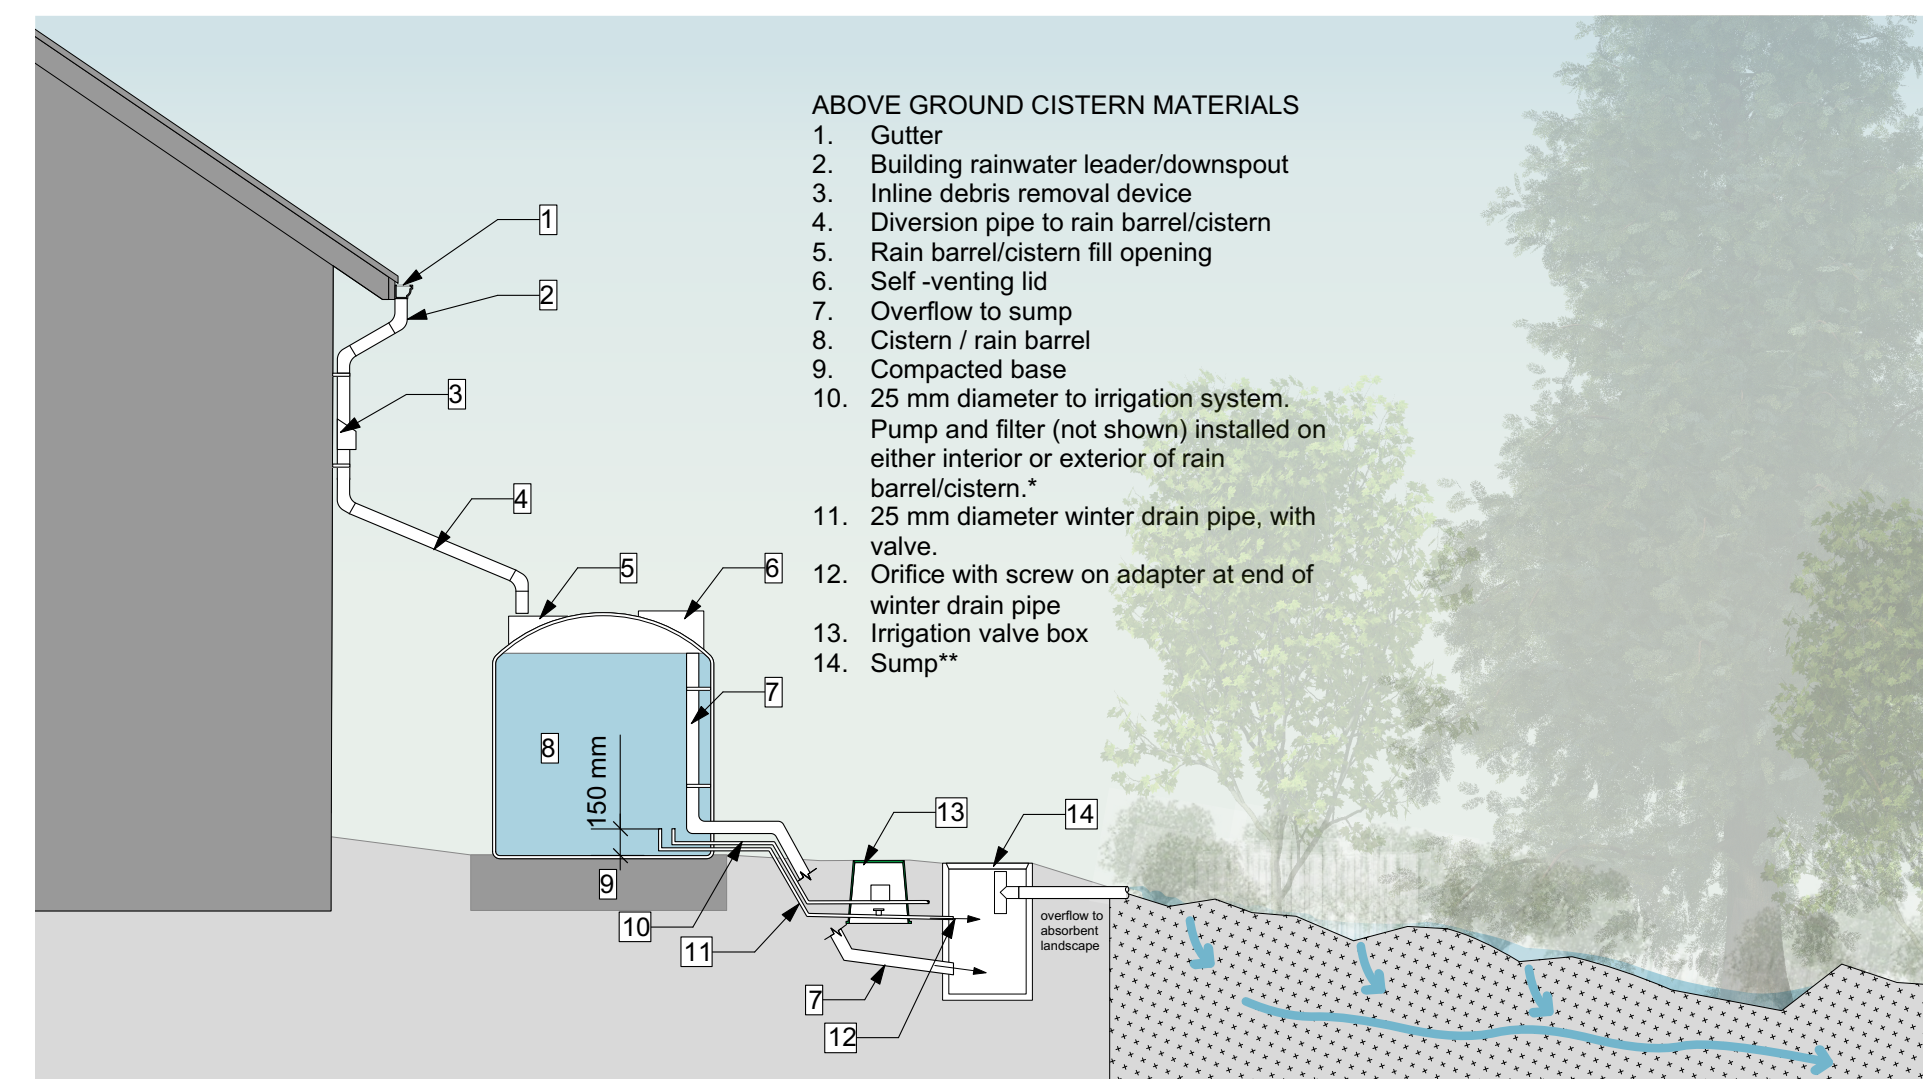 ABOVE GROUND CISTERN MATERIALS
1. Gutter
2. Building rainwater leader/downspout
3. Inline debris removal device
4. Diversion pipe to rain barrel/cistern
5. Rain barrel/cistern fill opening
6. Self -venting lid
7. Overflow to sump
8. Cistern / rain barrel
9. Compacted base
10. 25 mm diameter to irrigation system.
Pump and filter (not shown) installed on
either interior or exterior of rain
barrel/cistern.*
11. 25 mm diameter winter drain pipe, with
valve.
12. Orifice with screw on adapter at end of
winter drain pipe
13. Irrigation valve box
14. Sump**
1
2
3
4
5
6
7
8
150 mm
9
10
11
13
14
overflow to
absorbent
landscape
7
12